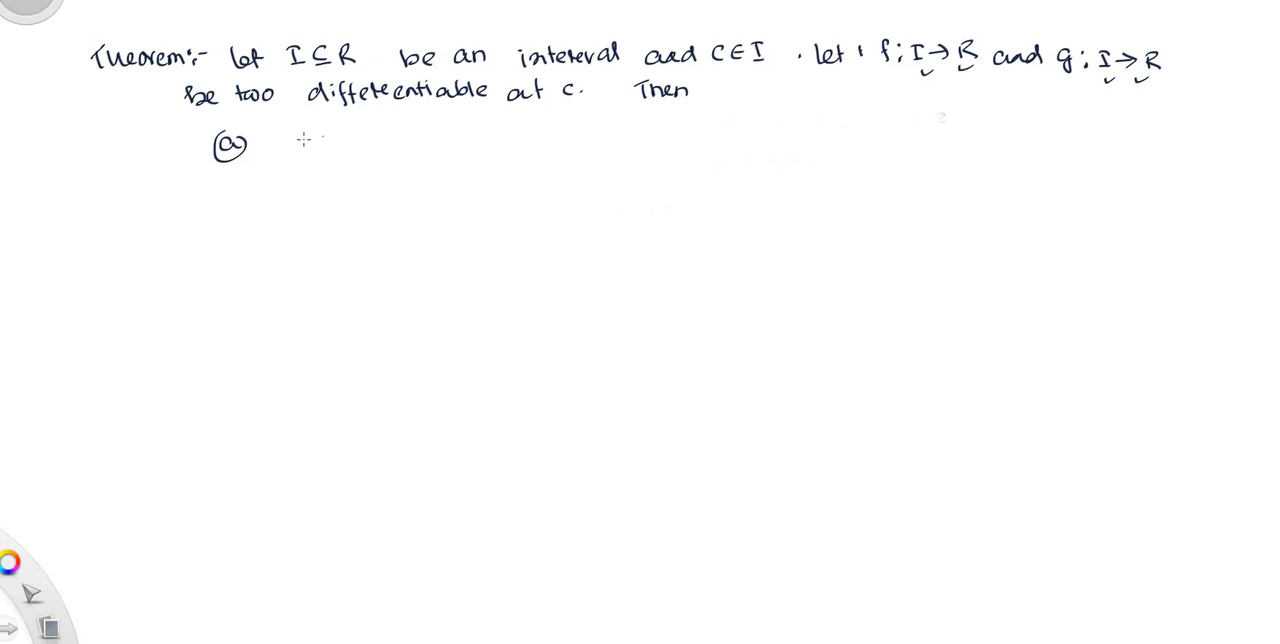 Theorem:- let I ⊆ R be an interval and C ∈ I . let f : I → R and g : I → R
be two differentiable at c. Then
(a)